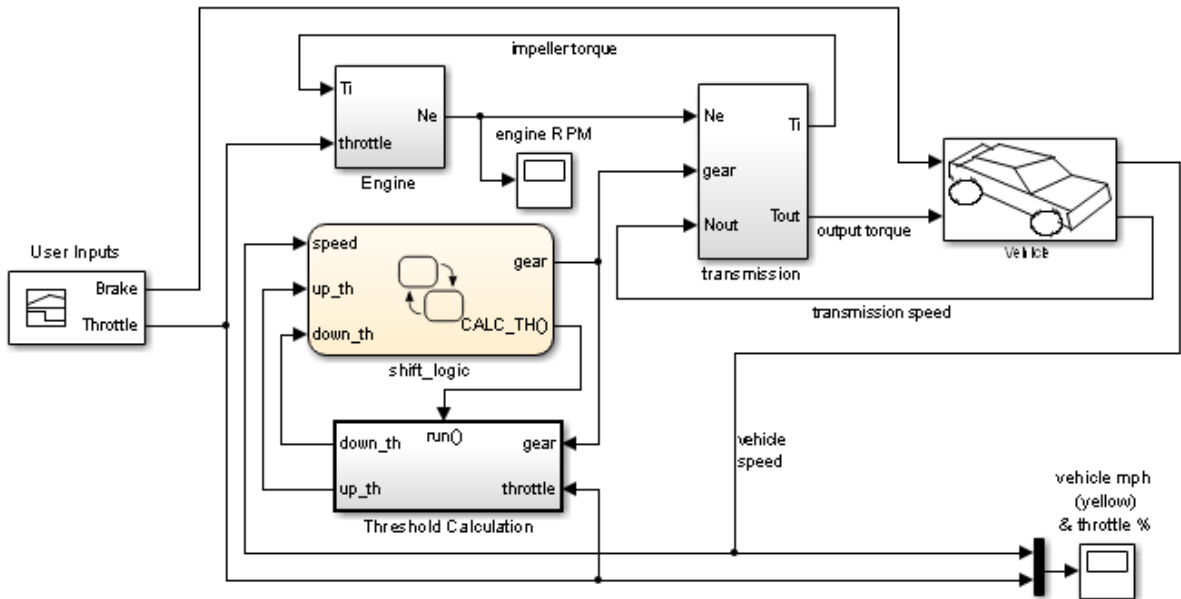 impeller torque
Ti
Ne
throttle
Engine
engine RPM
Ne
gear
Nout
Ti
Tout
transmission
output torque
Vehicle
transmission speed
User Inputs
Brake
Throttle
speed
up_th
down_th
gear
CALC_TH()
shift_logic
run()
down_th
up_th
gear
throttle
Threshold Calculation
vehicle
speed
vehicle mph
(yellow)
& throttle %